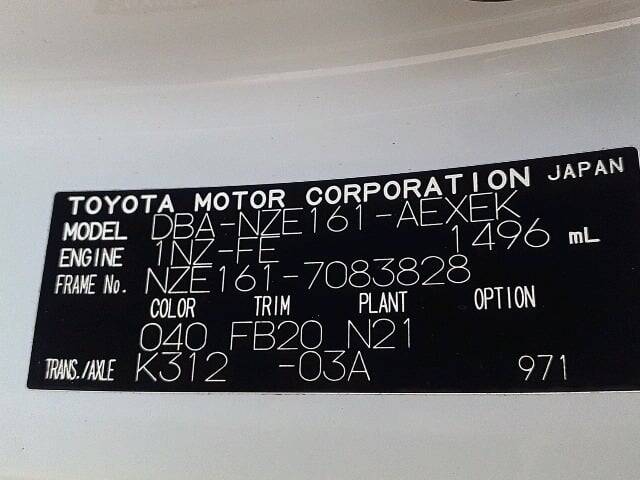 TOYOTA MOTOR CORPORATION JAPAN
MODEL DBA-NZE161-AEXEK
ENGINE 1NZ-FE 1496 mL
FRAME No. NZE161-7083828
COLOR TRIM PLANT OPTION
040 FB20 N21
TRANS./AXLE K312 -03A 971